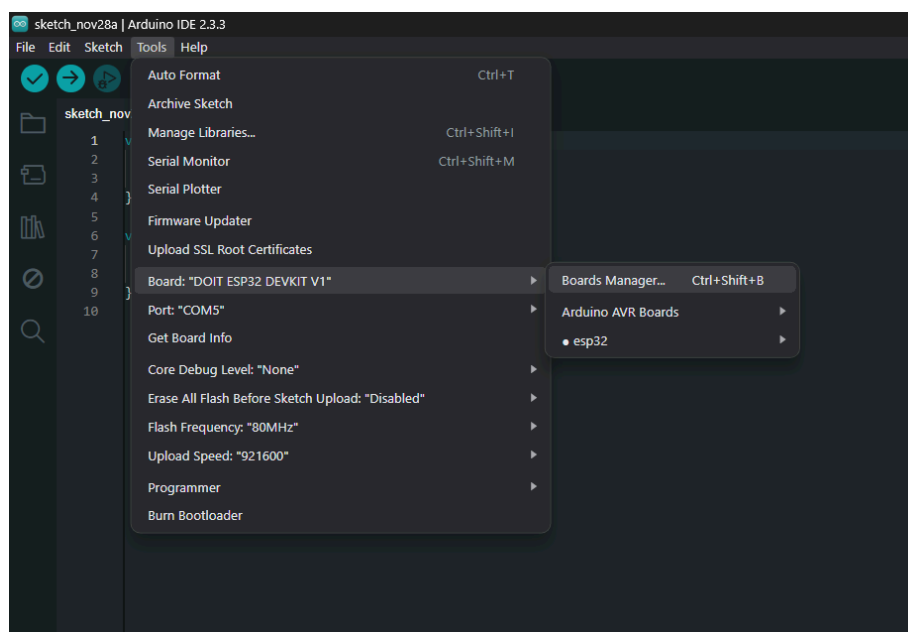 sketch_nov28a | Arduino IDE 2.3.3
File Edit Sketch Tools Help
sketch_nov
Auto Format Ctrl+T
Archive Sketch
Manage Libraries... Ctrl+Shift+I
Serial Monitor Ctrl+Shift+M
Serial Plotter
Firmware Updater
Upload SSL Root Certificates
Board: "DOIT ESP32 DEVKIT V1"
Port: "COM5"
Get Board Info
Core Debug Level: "None"
Erase All Flash Before Sketch Upload: "Disabled"
Flash Frequency: "80MHz"
Upload Speed: "921600"
Programmer
Burn Bootloader
Boards Manager... Ctrl+Shift+B
Arduino AVR Boards
● esp32
1 v
2
3
4 }
5
6 v
7
8
9 }
10